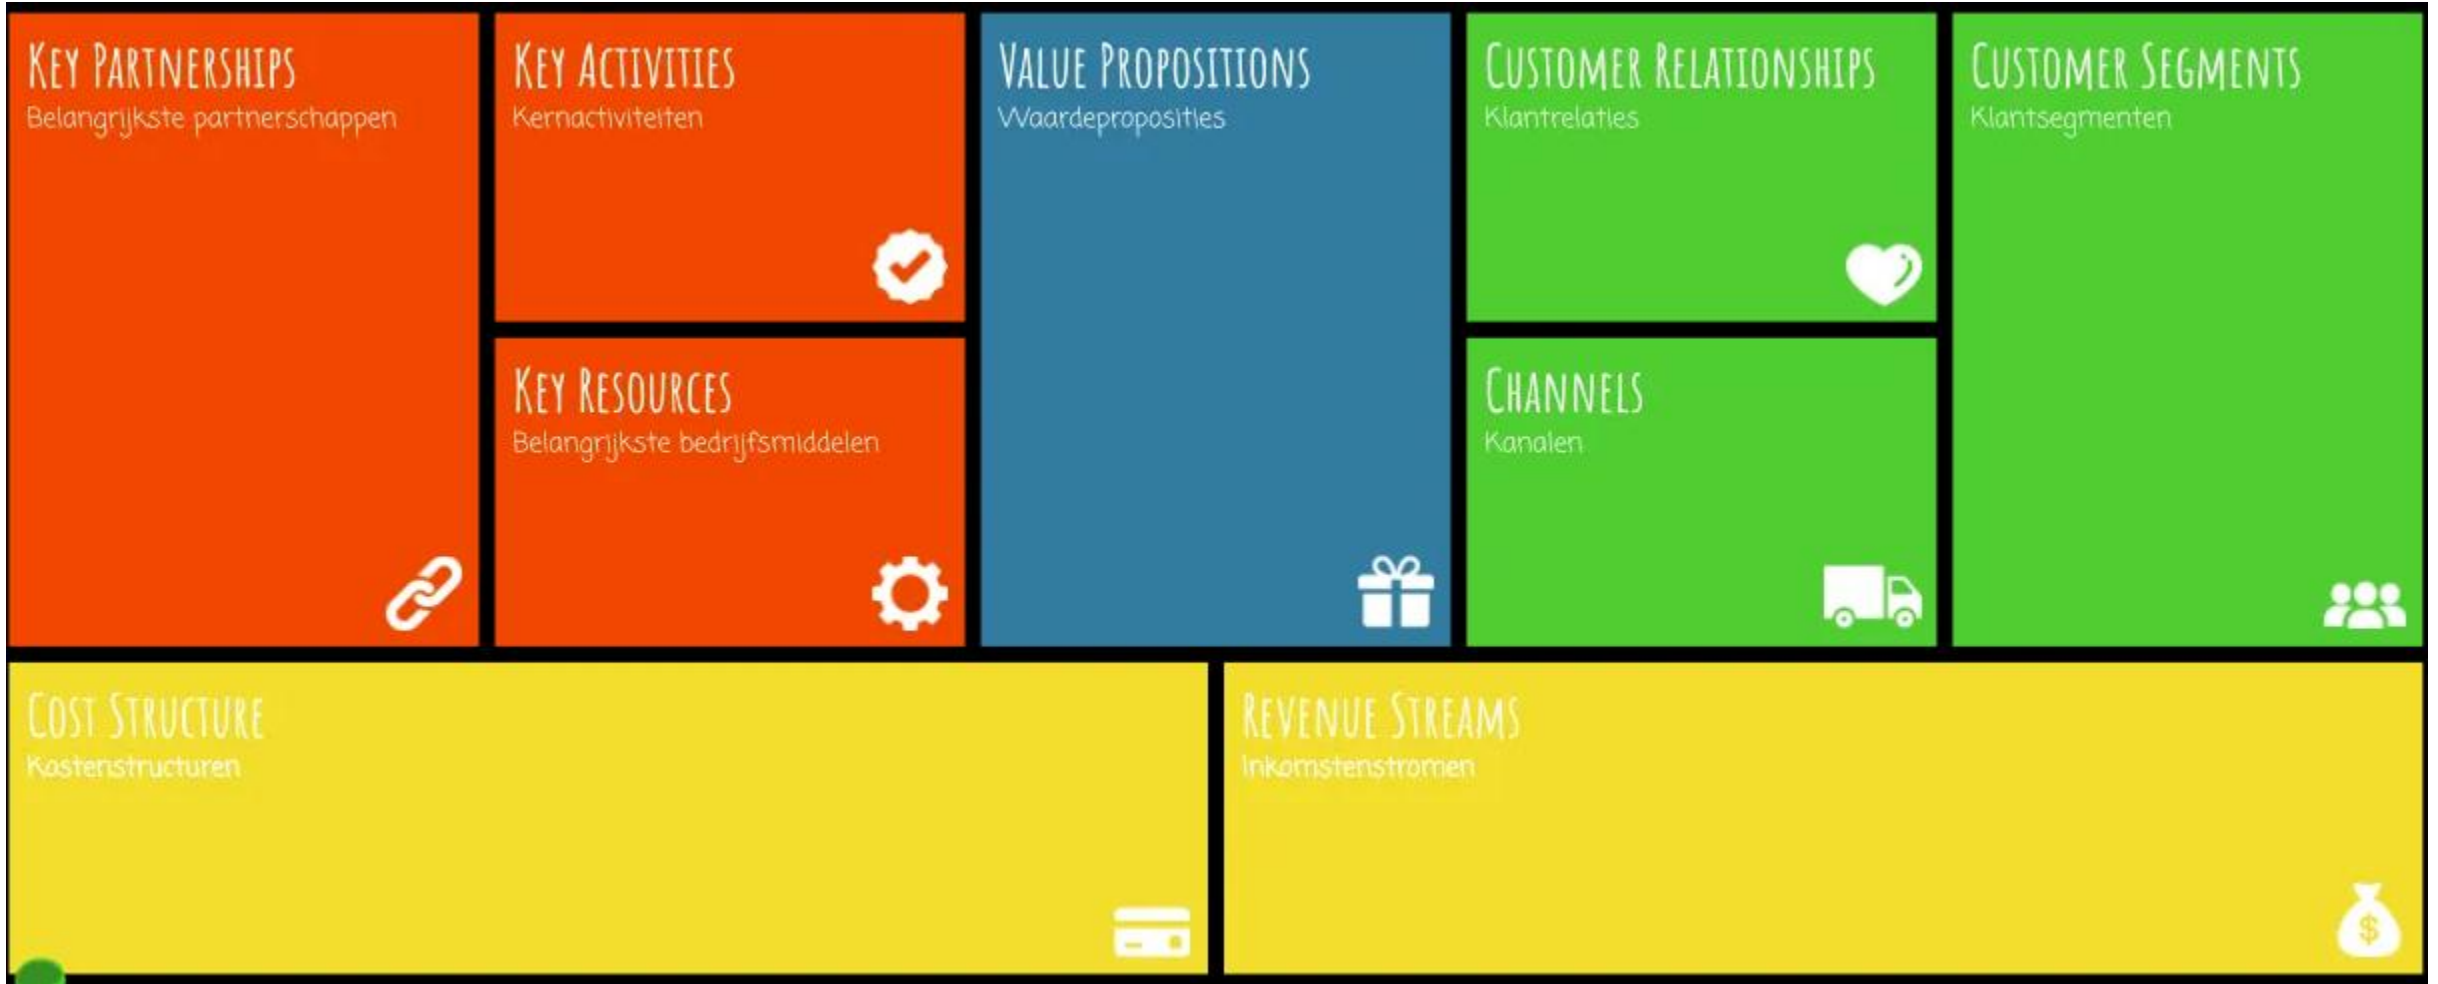 KEY PARTNERSHIPS
Belangrijkste partnerschappen
KEY ACTIVITIES
Kernactiviteiten
KEY RESOURCES
Belangrijkste bedrijfsmiddelen
VALUE PROPOSITIONS
Waardeproposities
CUSTOMER RELATIONSHIPS
Klantrelaties
CHANNELS
Kanalen
CUSTOMER SEGMENTS
Klantsegmenten
COST STRUCTURE
Kostenstructuren
REVENUE STREAMS
Inkomstenstromen
$